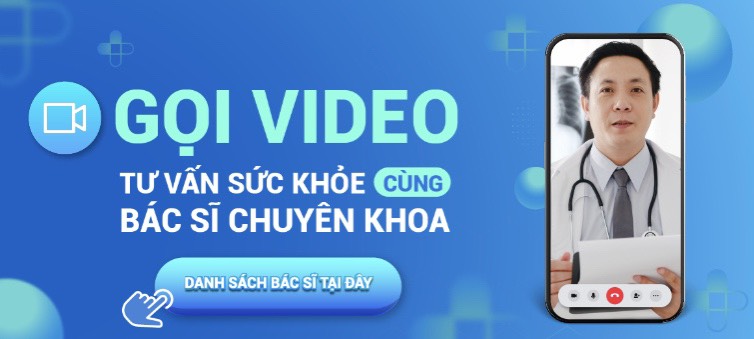 GỌI VIDEO
TƯ VẤN SỨC KHỎE CÙNG
BÁC SĨ CHUYÊN KHOA
DANH SÁCH BÁC SĨ TẠI ĐÂY